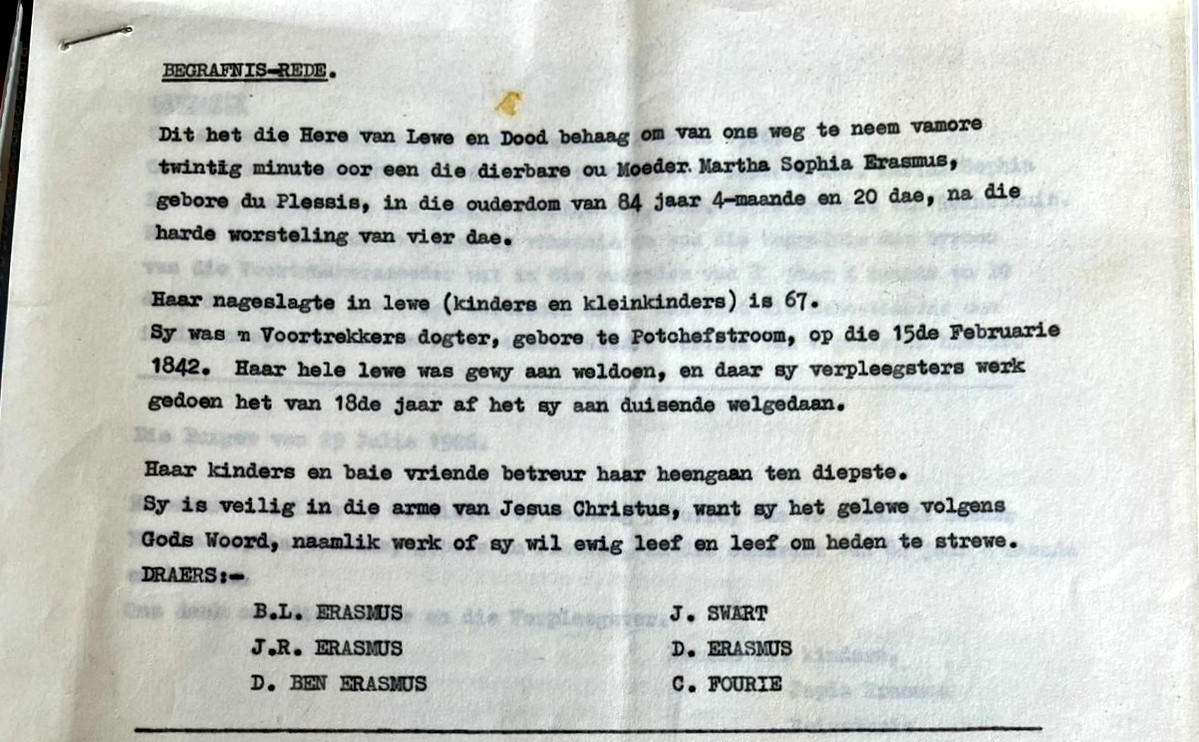 BEGRAFNIS-REDE.
Dit het die Here van Lewe en Dood behaag om van ons weg te neem vamore
twintig minute oor een die dierbare ou Moeder Martha Sophia Erasmus,
gebore du Plessis, in die ouderdom van 84 jaar 4-maande en 20 dae, na die
harde worsteling van vier dae.
Haar nageslagte in lewe (kinders en kleinkinders) is 67.
Sy was 'n Voortrekkers dogter, gebore te Potchefstroom, op die 15de Februarie
1842. Haar hele lewe was gewy aan weldoen, en daar sy verpleegsters werk
gedoen het van 18de jaar af het sy aan duisende welgedaan.
Die Burger van 29 Julie 1926.
Haar kinders en baie vriende betreur haar heengaan ten diepste.
Sy is veilig in die arme van Jesus Christus, want sy het gelewe volgens
Gods Woord, naamlik werk of sy wil ewig leef en leef om heden te strewe.
DRAERS:-
B.L. ERASMUS J. SWART
J.R. ERASMUS D. ERASMUS
D. BEN ERASMUS C. FOURIE